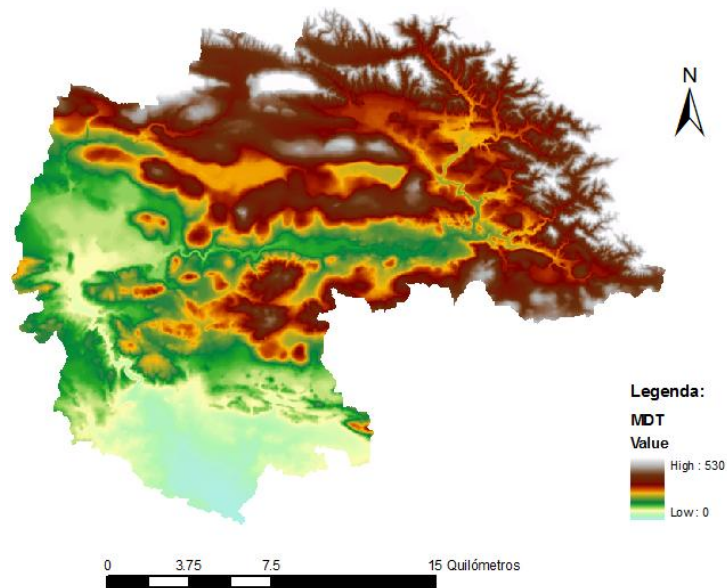 N
Legenda:
MDT
Value
High : 530
Low : 0
0 3.75 7.5 15 Quilómetros